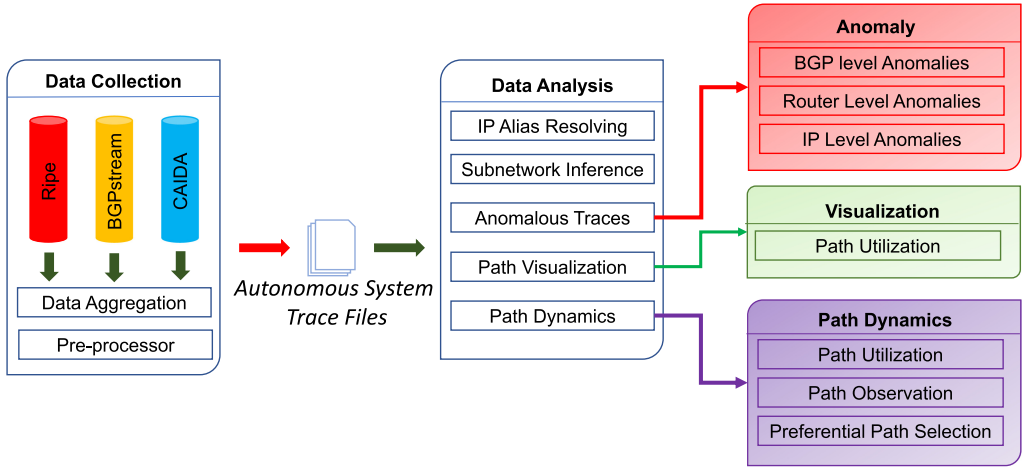 Data Collection
Ripe
BGPstream
CAIDA
Data Aggregation
Pre-processor
Autonomous System
Trace Files
Data Analysis
IP Alias Resolving
Subnetwork Inference
Anomalous Traces
Path Visualization
Path Dynamics
Anomaly
BGP level Anomalies
Router Level Anomalies
IP Level Anomalies
Visualization
Path Utilization
Path Dynamics
Path Utilization
Path Observation
Preferential Path Selection